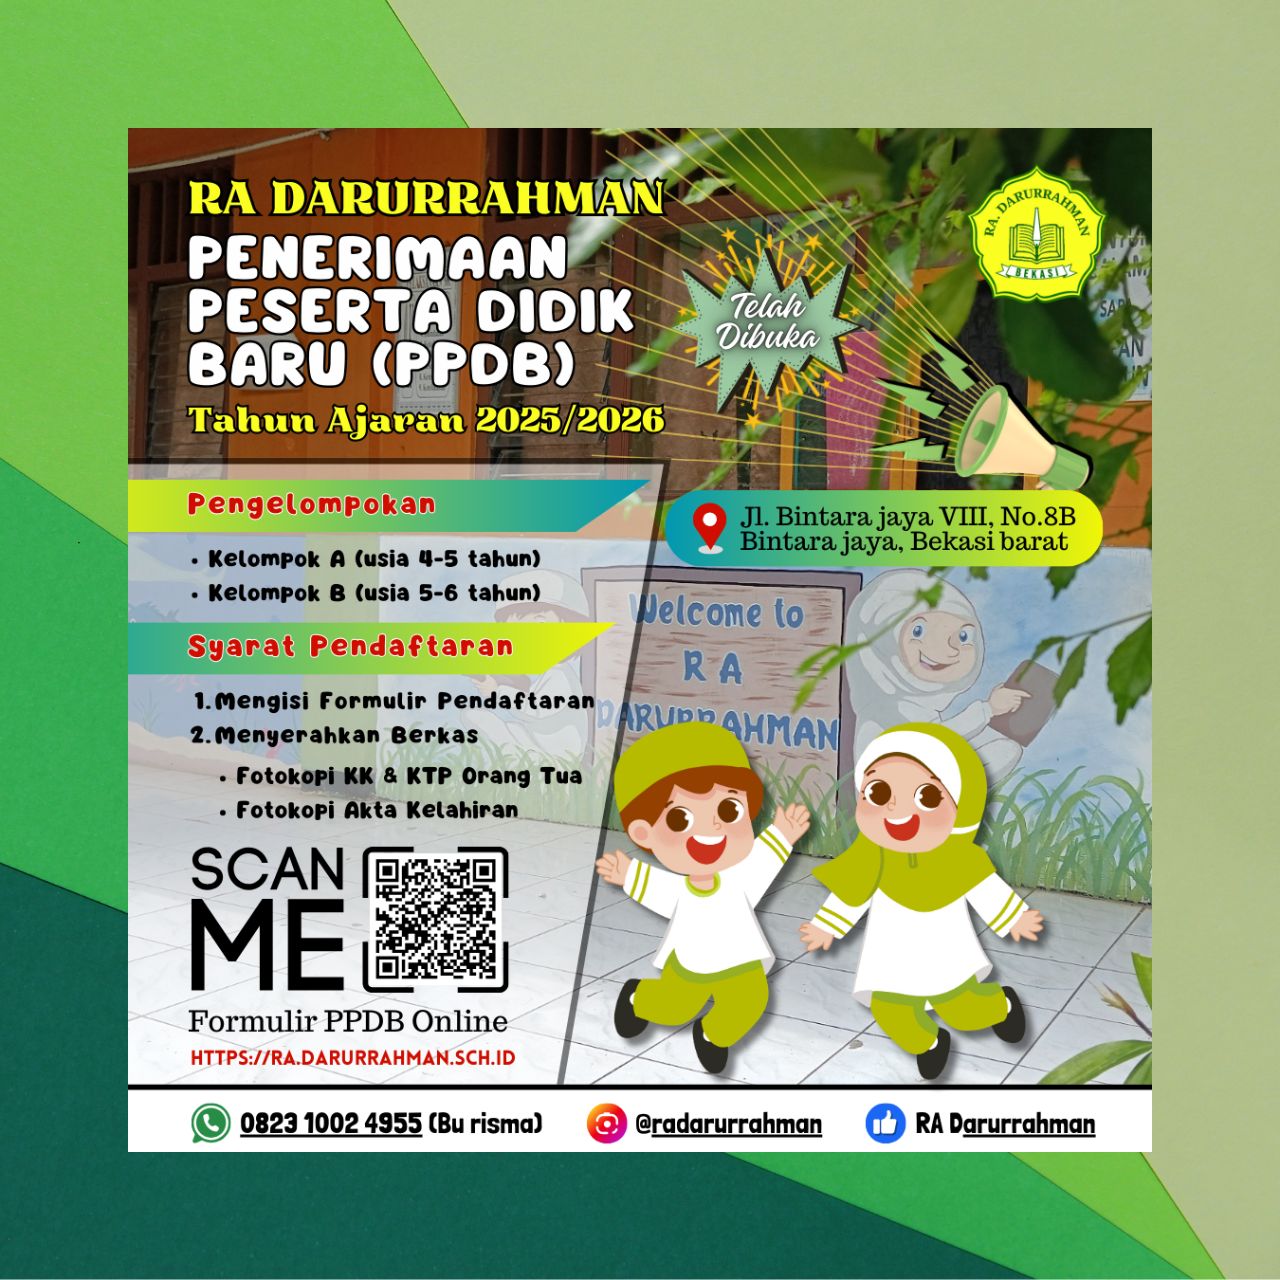 RA DARURRAHMAN
PENERIMAAN
PESERTA DIDIK
BARU (PPDB)
Tahun Ajaran 2025/2026
Telah
Dibuka
RA. DARURRAHMAN
BEKASI
Jl. Bintara jaya VIII, No.8B
Bintara jaya, Bekasi barat
Pengelompokan
• Kelompok A (usia 4-5 tahun)
• Kelompok B (usia 5-6 tahun)
Syarat Pendaftaran
1. Mengisi Formulir Pendaftaran
2. Menyerahkan Berkas
• Fotokopi KK & KTP Orang Tua
• Fotokopi Akta Kelahiran
Welcome to
R A
DARURRAHMAN
SCAN
ME
Formulir PPDB Online
HTTPS://RA.DARURRAHMAN.SCH.ID
0823 1002 4955 (Bu risma)
@radarurrahman
RA Darurrahman